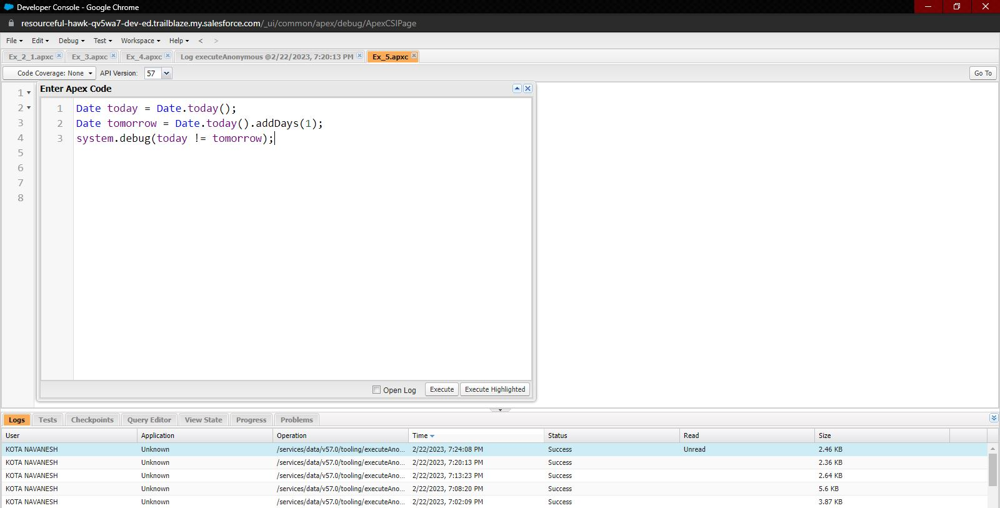 Developer Console - Google Chrome
resourceful-hawk-qv5wa7-dev-ed.trailblaze.my.salesforce.com/_ui/common/apex/debug/ApexCSIPage
File Edit Debug Test Workspace Help < >
Ex_2_1.apxc Ex_3.apxc Ex_4.apxc Log executeAnonymous @2/22/2023, 7:20:13 PM Ex_5.apxc
Code Coverage: None API Version: 57 Go To
Enter Apex Code
1
2
3
4
5
6
7
8
1 Date today = Date.today();
2 Date tomorrow = Date.today().addDays(1);
3 system.debug(today != tomorrow);
Open Log Execute Execute Highlighted
Logs Tests Checkpoints Query Editor View State Progress Problems
User Application Operation Time Status Read Size
KOTA NAVANESH Unknown /services/data/v57.0/tooling/executeAno... 2/22/2023, 7:24:08 PM Success Unread 2.46 KB
KOTA NAVANESH Unknown /services/data/v57.0/tooling/executeAno... 2/22/2023, 7:20:13 PM Success 2.36 KB
KOTA NAVANESH Unknown /services/data/v57.0/tooling/executeAno... 2/22/2023, 7:13:23 PM Success 2.64 KB
KOTA NAVANESH Unknown /services/data/v57.0/tooling/executeAno... 2/22/2023, 7:08:20 PM Success 5.6 KB
KOTA NAVANESH Unknown /services/data/v57.0/tooling/executeAno... 2/22/2023, 7:02:09 PM Success 3.87 KB